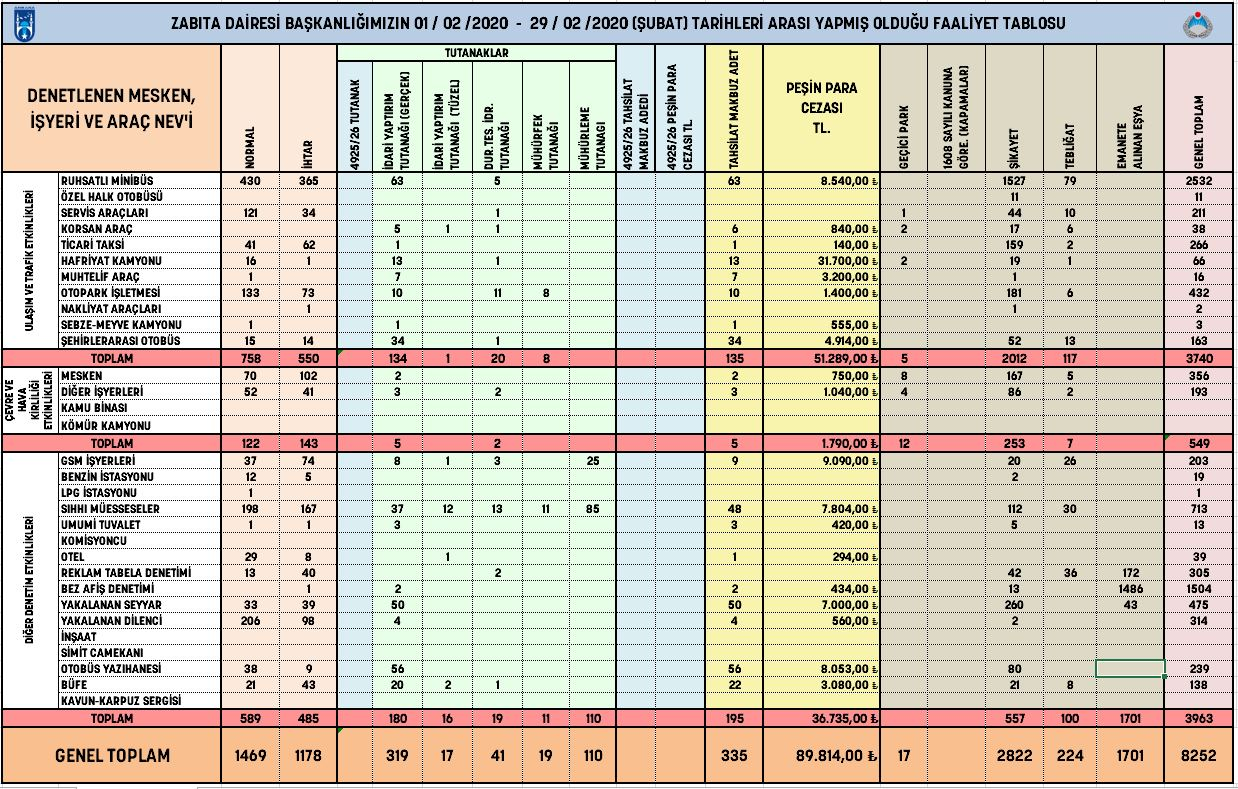 ZABITA DAİRESİ BAŞKANLIĞIMIZIN 01 / 02 /2020 - 29 / 02 /2020 (ŞUBAT) TARİHLERİ ARASI YAPMIŞ OLDUĞU FAALİYET TABLOSU
DENETLENEN MESKEN,
İŞYERİ VE ARAÇ NEV'İ
NORMAL
İHTAR
TUTANAKLAR
4925/26 TUTANAK
İDARİ YAPTIRIM
TUTANAĞI (GERÇEK)
İDARİ YAPTIRIM
TUTANAĞI (TÜZEL)
DUR.TES. İDR.
TUTANAĞI
MÜHÜRFEK
TUTANAĞI
MÜHÜRLEME
TUTANAGI
4925/26 TAHSİLAT
MAKBUZ ADEDİ
4925/26 PEŞİN PARA
CEZASI TL.
TAHSİLAT MAKBUZ ADET
PEŞİN PARA
CEZASI
TL.
GEÇİCİ PARK
1608 SAYILI KANUNA
GÖRE. (KAPAMALAR)
ŞİKAYET
TEBLİĞAT
EMANETE
ALINAN EŞYA
GENEL TOPLAM
ULAŞIM VE TRAFİK ETKİNLİKLERİ
RUHSATLI MİNİBÜS 430 365 63 5 63 8.540,00 ₺ 1527 79 2532
ÖZEL HALK OTOBÜSÜ 11 11
SERVİS ARAÇLARI 121 34 1 1 44 10 211
KORSAN ARAÇ 5 1 1 6 840,00 ₺ 2 17 6 38
TİCARİ TAKSİ 41 62 1 1 140,00 ₺ 159 2 266
HAFRİYAT KAMYONU 16 1 13 1 13 31.700,00 ₺ 2 19 1 66
MUHTELİF ARAÇ 1 7 7 3.200,00 ₺ 1 16
OTOPARK İŞLETMESİ 133 73 10 11 8 10 1.400,00 ₺ 181 6 432
NAKLİYAT ARAÇLARI 1 1 2
SEBZE-MEYVE KAMYONU 1 1 1 555,00 ₺ 3
ŞEHİRLERARASI OTOBÜS 15 14 34 1 34 4.914,00 ₺ 52 13 163
TOPLAM 758 550 134 1 20 8 135 51.289,00 ₺ 5 2012 117 3740
ÇEVRE VE
HAVA
KİRLİLİĞİ
ETKİNLİKLERİ
MESKEN 70 102 2 2 750,00 ₺ 8 167 5 356
DİĞER İŞYERLERİ 52 41 3 2 3 1.040,00 ₺ 4 86 2 193
KAMU BİNASI
KÖMÜR KAMYONU
TOPLAM 122 143 5 2 5 1.790,00 ₺ 12 253 7 549
DİĞER DENETİM ETKİNLİKLERİ
GSM İŞYERLERİ 37 74 8 1 3 25 9 9.090,00 ₺ 20 26 203
BENZİN İSTASYONU 12 5 2 19
LPG İSTASYONU 1 1
SIHHI MÜESSESELER 198 167 37 12 13 11 85 48 7.804,00 ₺ 112 30 713
UMUMİ TUVALET 1 1 3 3 420,00 ₺ 5 13
KOMİSYONCU
OTEL 29 8 1 1 294,00 ₺ 39
REKLAM TABELA DENETİMİ 13 40 2 42 36 172 305
BEZ AFİŞ DENETİMİ 1 2 2 434,00 ₺ 13 1486 1504
YAKALANAN SEYYAR 33 39 50 50 7.000,00 ₺ 260 43 475
YAKALANAN DİLENCİ 206 98 4 4 560,00 ₺ 2 314
İNŞAAT
SİMİT CAMEKANI
OTOBÜS YAZIHANESİ 38 9 56 56 8.053,00 ₺ 80 239
BÜFE 21 43 20 2 1 22 3.080,00 ₺ 21 8 138
KAVUN-KARPUZ SERGİSİ
TOPLAM 589 485 180 16 19 11 110 195 36.735,00 ₺ 557 100 1701 3963
GENEL TOPLAM 1469 1178 319 17 41 19 110 335 89.814,00 ₺ 17 2822 224 1701 8252